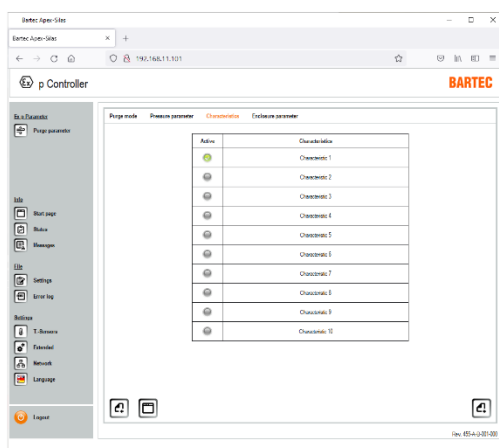 Bartec Apex-Silas
Bartec Apex-Silas
192.168.11.101
Ex p Controller
BARTEC
Ex p Parameter
Purge parameter
Info
Start page
Status
Messages
File
Settings
Error log
Settings
T-Sensors
Extended
Network
Language
Logout
Purge mode Pressure parameter Characteristics Enclosure parameter
Active Characteristics
Characteristic 1
Characteristic 2
Characteristic 3
Characteristic 4
Characteristic 5
Characteristic 6
Characteristic 7
Characteristic 8
Characteristic 9
Characteristic 10